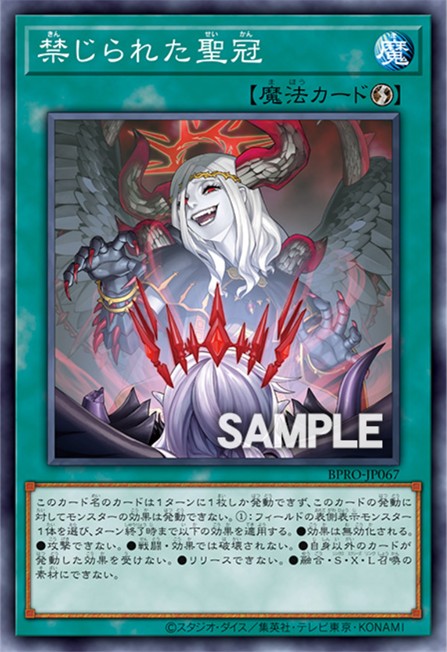 禁じられた聖冠
魔
【魔法カード】
SAMPLE
BPRO-JP067
このカード名のカードは1ターンに1枚しか発動できず、このカードの発動に
対してモンスターの効果は発動できない。①:フィールドの表側表示モンスター
1体を選び、ターン終了時まで以下の効果を適用する。●効果は無効化される。
●攻撃できない。●戦闘・効果では破壊されない。●自身以外のカードが
発動した効果を受けない。●リリースできない。●融合・S・X・L召喚の
素材にできない。
©スタジオ・ダイス/集英社・テレビ東京・KONAMI